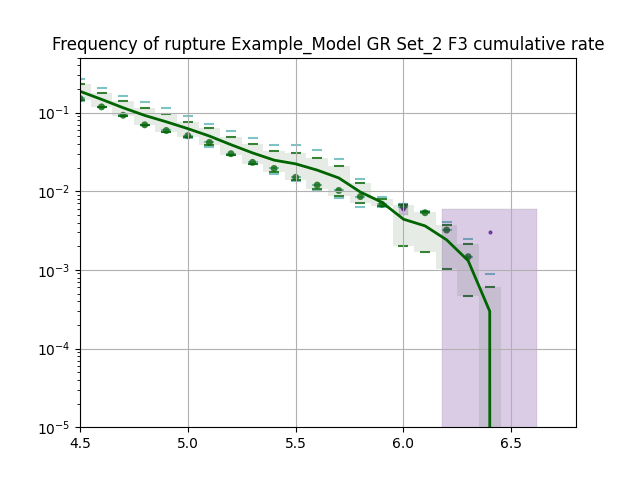 Frequency of rupture Example_Model GR Set_2 F3 cumulative rate
10⁻¹
10⁻²
10⁻³
10⁻⁴
10⁻⁵
4.5 5.0 5.5 6.0 6.5